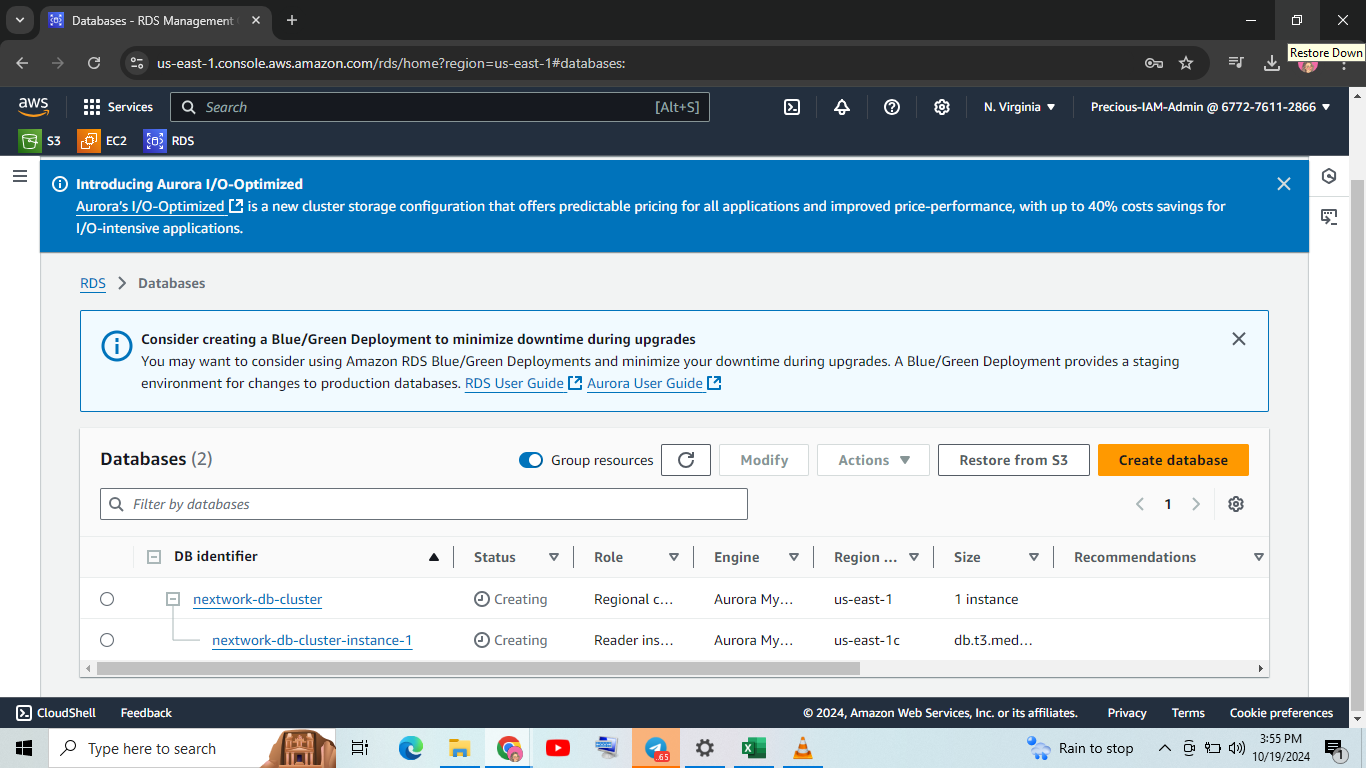 Databases - RDS Management
us-east-1.console.aws.amazon.com/rds/home?region=us-east-1#databases:
Restore Down
aws
Services
Search
[Alt+S]
N. Virginia
Precious-IAM-Admin @ 6772-7611-2866
S3
EC2
RDS
Introducing Aurora I/O-Optimized
Aurora's I/O-Optimized is a new cluster storage configuration that offers predictable pricing for all applications and improved price-performance, with up to 40% costs savings for
I/O-intensive applications.
RDS > Databases
Consider creating a Blue/Green Deployment to minimize downtime during upgrades
You may want to consider using Amazon RDS Blue/Green Deployments and minimize your downtime during upgrades. A Blue/Green Deployment provides a staging
environment for changes to production databases. RDS User Guide Aurora User Guide
Databases (2)
Group resources
Modify
Actions
Restore from S3
Create database
Filter by databases
1
DB identifier
Status
Role
Engine
Region ...
Size
Recommendations
nextwork-db-cluster
Creating
Regional c...
Aurora My...
us-east-1
1 instance
nextwork-db-cluster-instance-1
Creating
Reader ins...
Aurora My...
us-east-1c
db.t3.med...
CloudShell
Feedback
© 2024, Amazon Web Services, Inc. or its affiliates.
Privacy
Terms
Cookie preferences
Type here to search
.65
Rain to stop
3:55 PM
10/19/2024
1